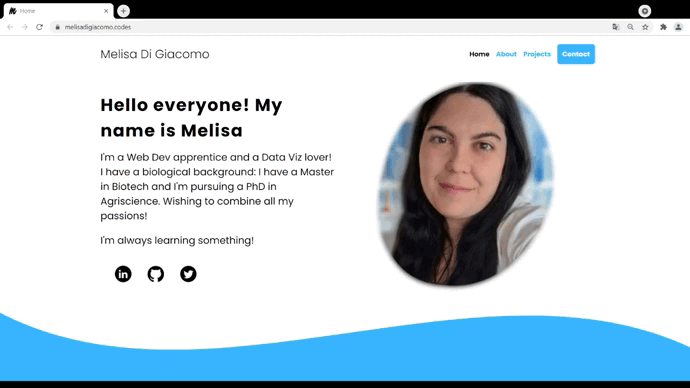 Home
melisadigiacomo.codes
Melisa Di Giacomo
Home About Projects Contact
Hello everyone! My
name is Melisa
I'm a Web Dev apprentice and a Data Viz lover!
I have a biological background: I have a Master
in Biotech and I'm pursuing a PhD in
Agriscience. Wishing to combine all my
passions!
I'm always learning something!
in